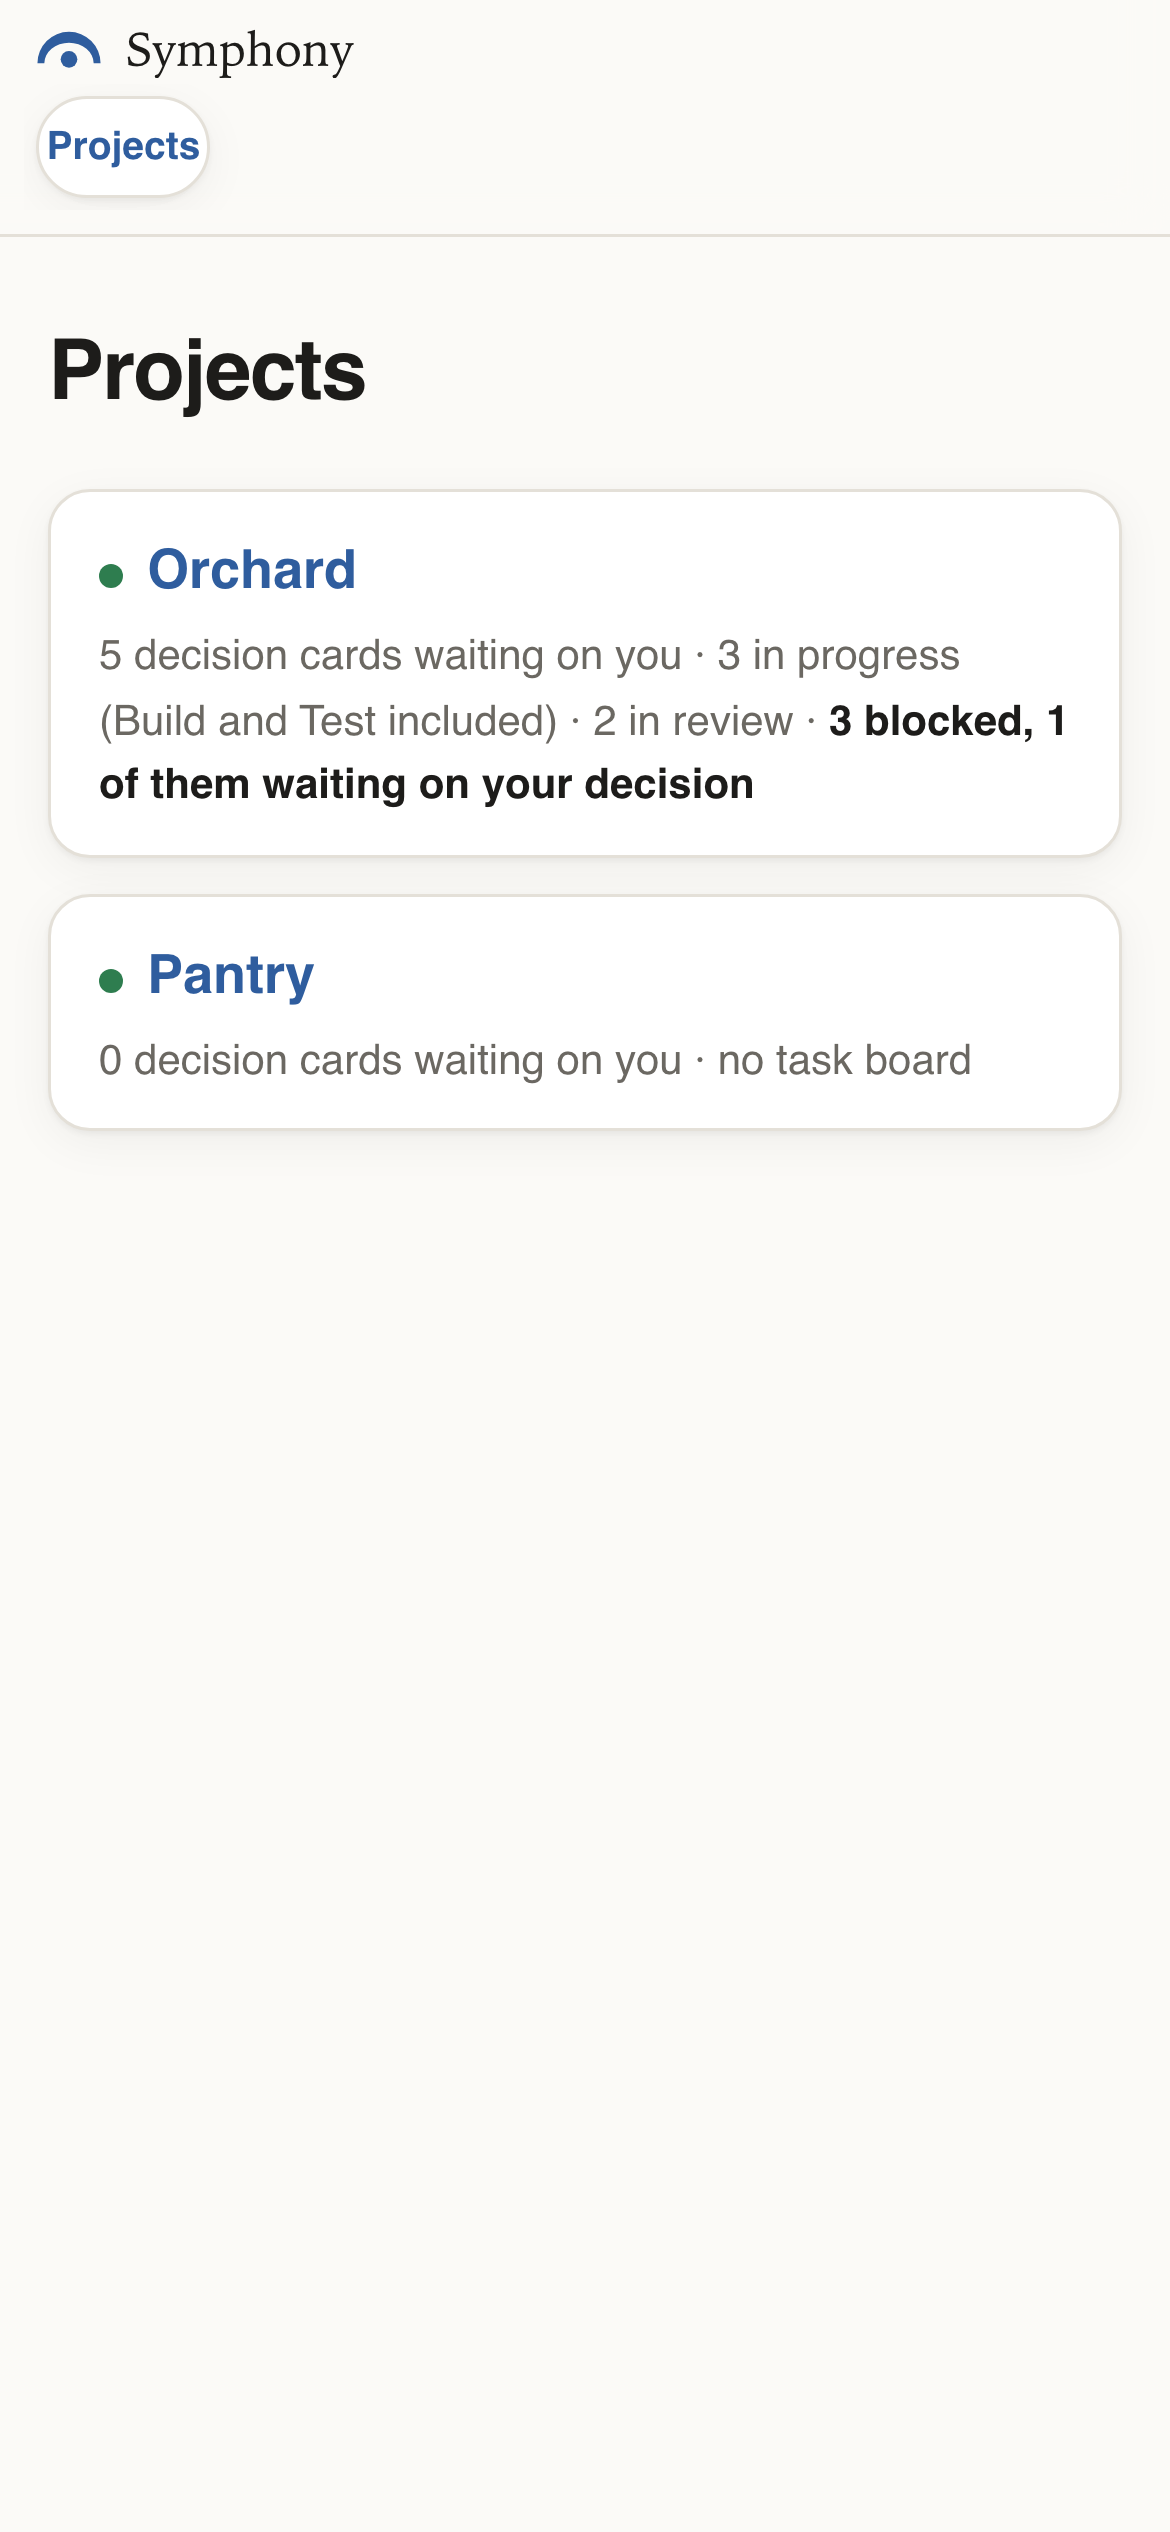 Symphony
Projects
Projects
Orchard
5 decision cards waiting on you · 3 in progress
(Build and Test included) · 2 in review · 3 blocked, 1
of them waiting on your decision
Pantry
0 decision cards waiting on you · no task board